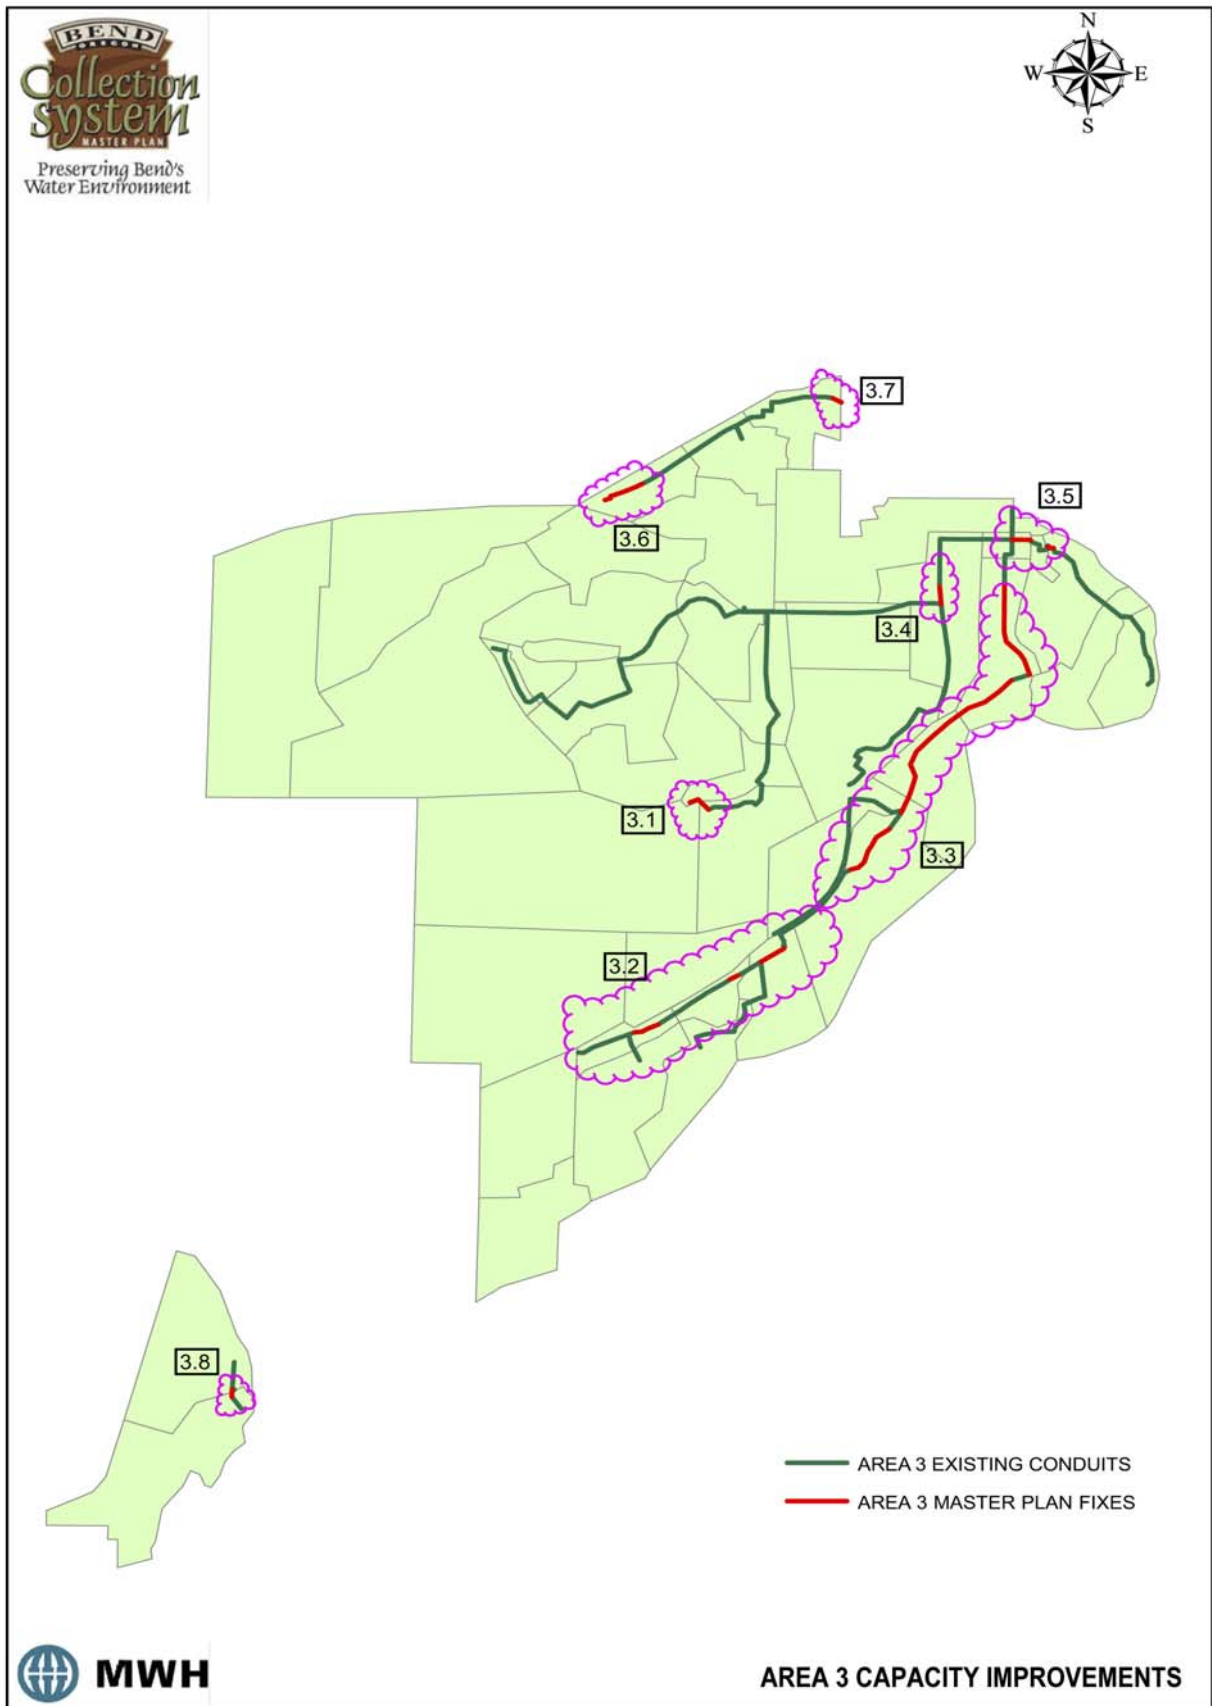 BEND
OREGON
Collection
System
MASTER PLAN
Preserving Bend's
Water Environment
N
W E
S
3.7
3.5
3.6
3.4
3.1
3.3
3.2
3.8
AREA 3 EXISTING CONDUITS
AREA 3 MASTER PLAN FIXES
MWH
AREA 3 CAPACITY IMPROVEMENTS